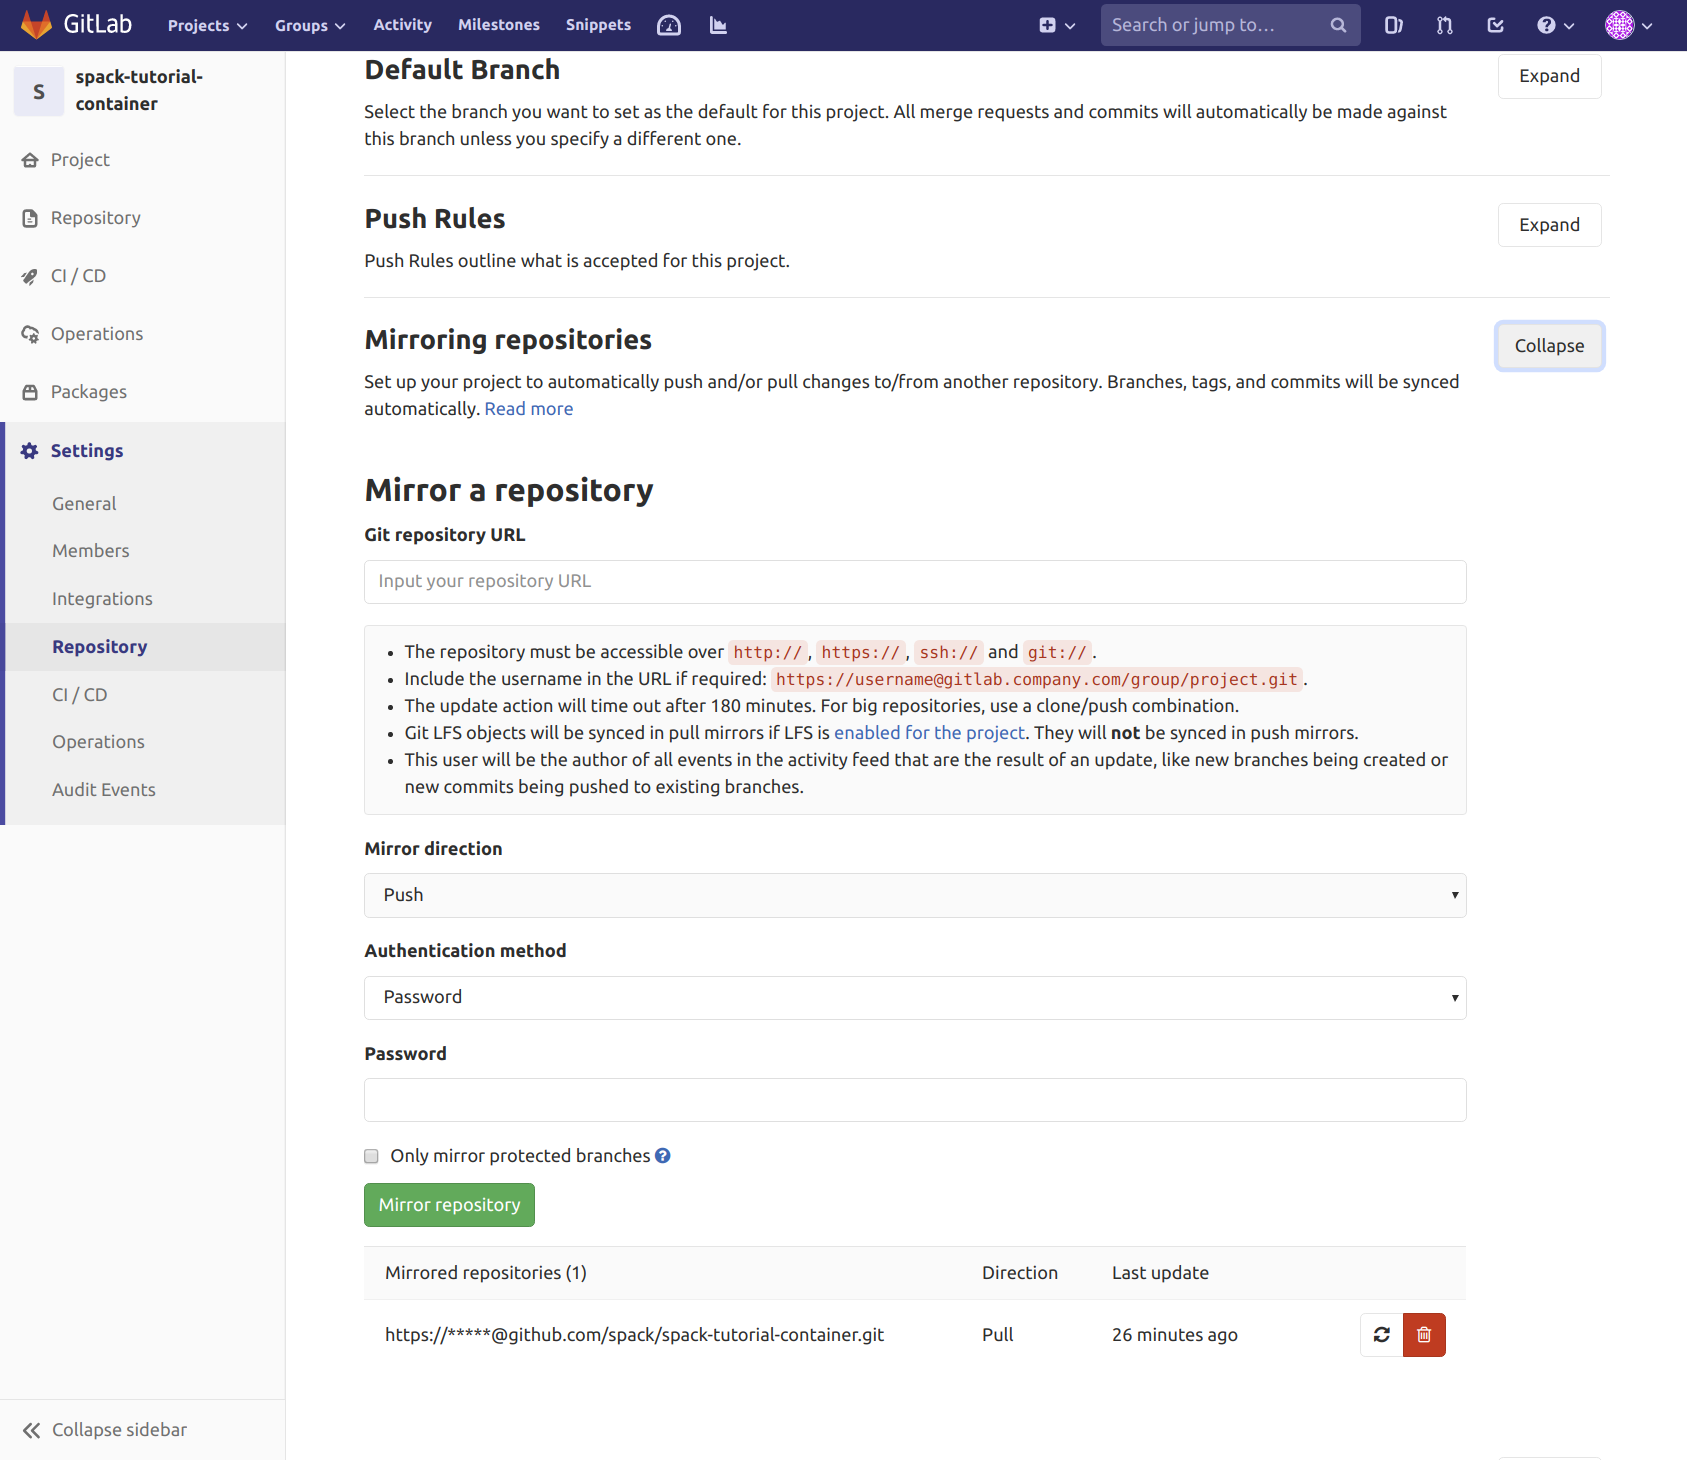 GitLab Projects Groups Activity Milestones Snippets Search or jump to...
S spack-tutorial-
container
Project
Repository
CI / CD
Operations
Packages
Settings
General
Members
Integrations
Repository
CI / CD
Operations
Audit Events
Collapse sidebar
Default Branch
Expand
Select the branch you want to set as the default for this project. All merge requests and commits will automatically be made against
this branch unless you specify a different one.
Push Rules
Expand
Push Rules outline what is accepted for this project.
Mirroring repositories
Collapse
Set up your project to automatically push and/or pull changes to/from another repository. Branches, tags, and commits will be synced
automatically. Read more
Mirror a repository
Git repository URL
Input your repository URL
• The repository must be accessible over http://, https://, ssh:// and git://.
• Include the username in the URL if required: https://username@gitlab.company.com/group/project.git.
• The update action will time out after 180 minutes. For big repositories, use a clone/push combination.
• Git LFS objects will be synced in pull mirrors if LFS is enabled for the project. They will not be synced in push mirrors.
• This user will be the author of all events in the activity feed that are the result of an update, like new branches being created or
new commits being pushed to existing branches.
Mirror direction
Push
Authentication method
Password
Password
Only mirror protected branches
Mirror repository
Mirrored repositories (1) Direction Last update
https://*****@github.com/spack/spack-tutorial-container.git Pull 26 minutes ago